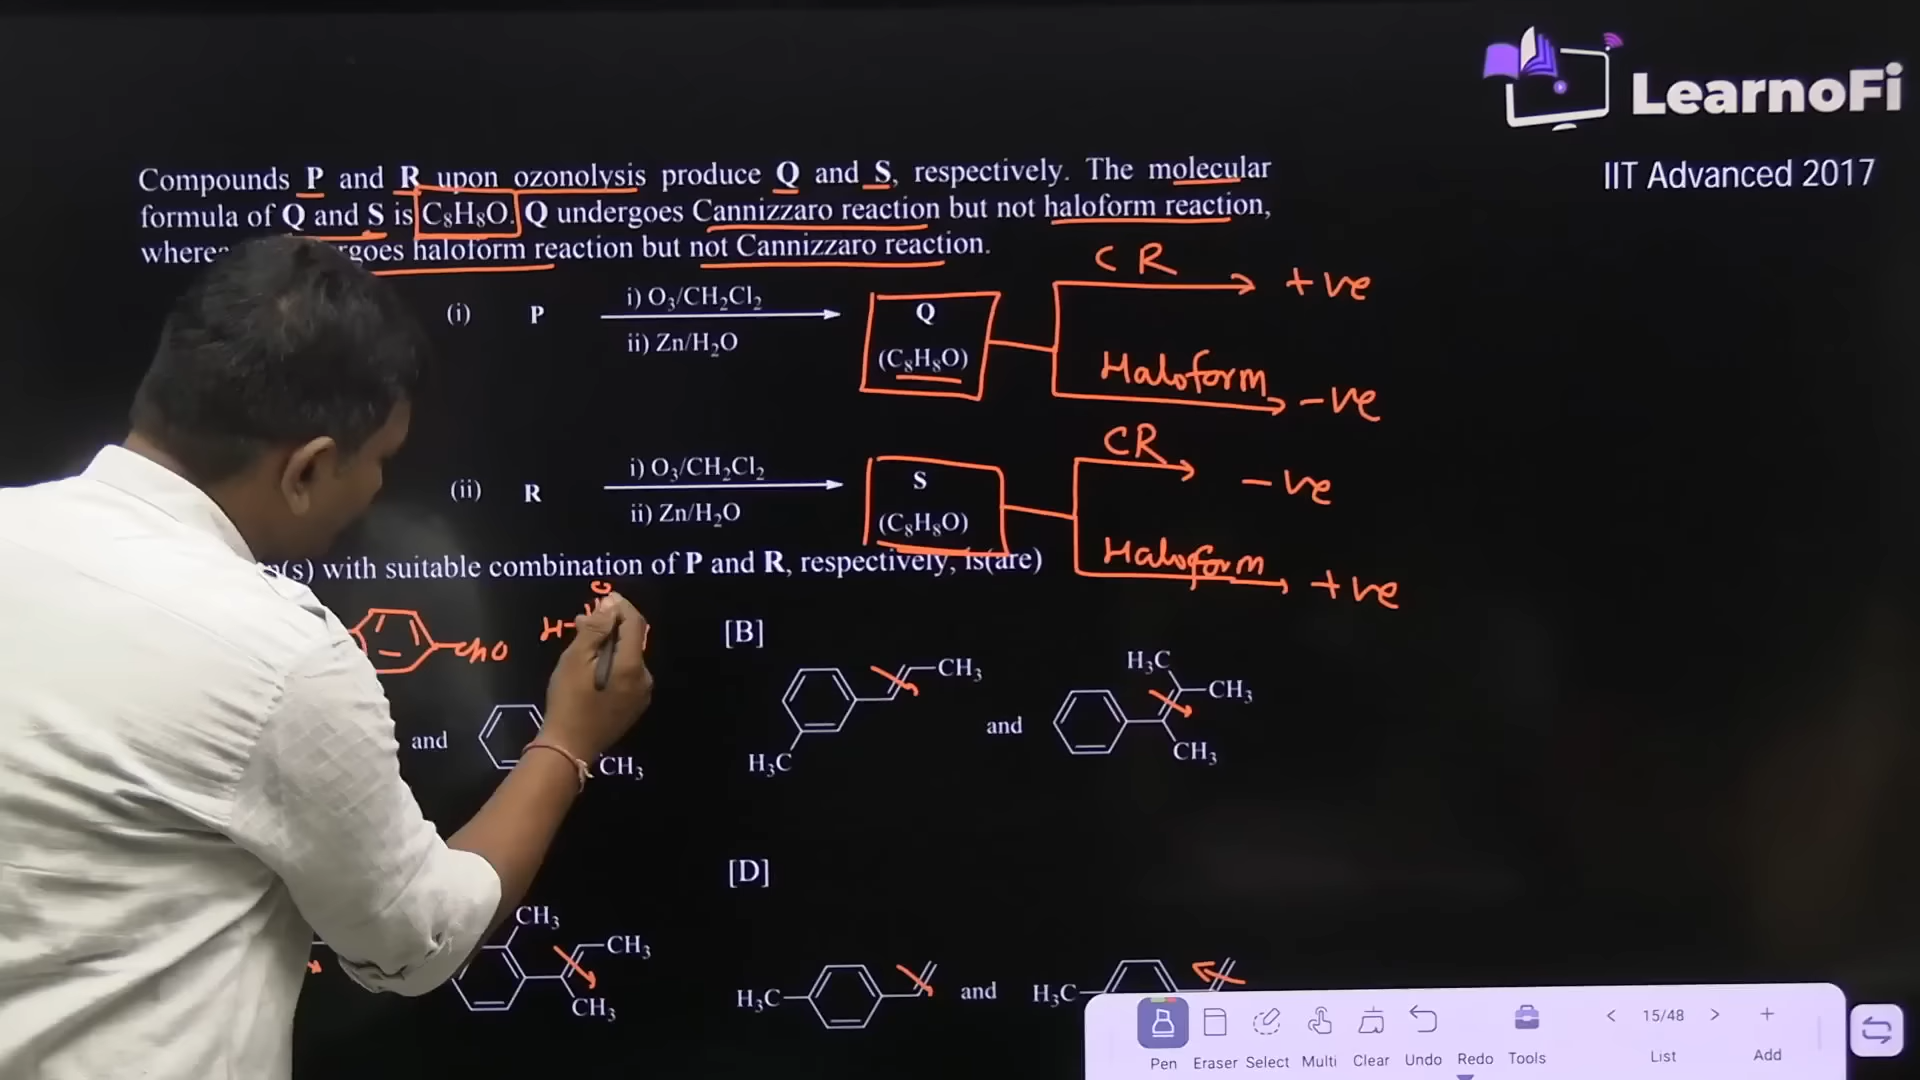 LearnoFi
IIT Advanced 2017
Compounds P and R upon ozonolysis produce Q and S, respectively. The molecular
formula of Q and S is C₈H₈O. Q undergoes Cannizzaro reaction but not haloform reaction,
haloform reaction but not Cannizzaro reaction.
CR
+ve
(i) P i) O₃/CH₂Cl₂ Q
ii) Zn/H₂O (C₈H₈O)
Haloform
-ve
CR
-ve
(ii) R i) O₃/CH₂Cl₂ S
ii) Zn/H₂O (C₈H₈O)
Haloform
+ve
with suitable combination of P and R, respectively, is(are)
CHO
H-
[B]
CH₃
H₃C
CH₃
H₃C
and
CH₃
and
CH₃
[D]
CH₃
CH₃
CH₃
H₃C
and
H₃C
Pen Eraser Select Multi Clear Undo Redo Tools
< 15/48 > +
List Add